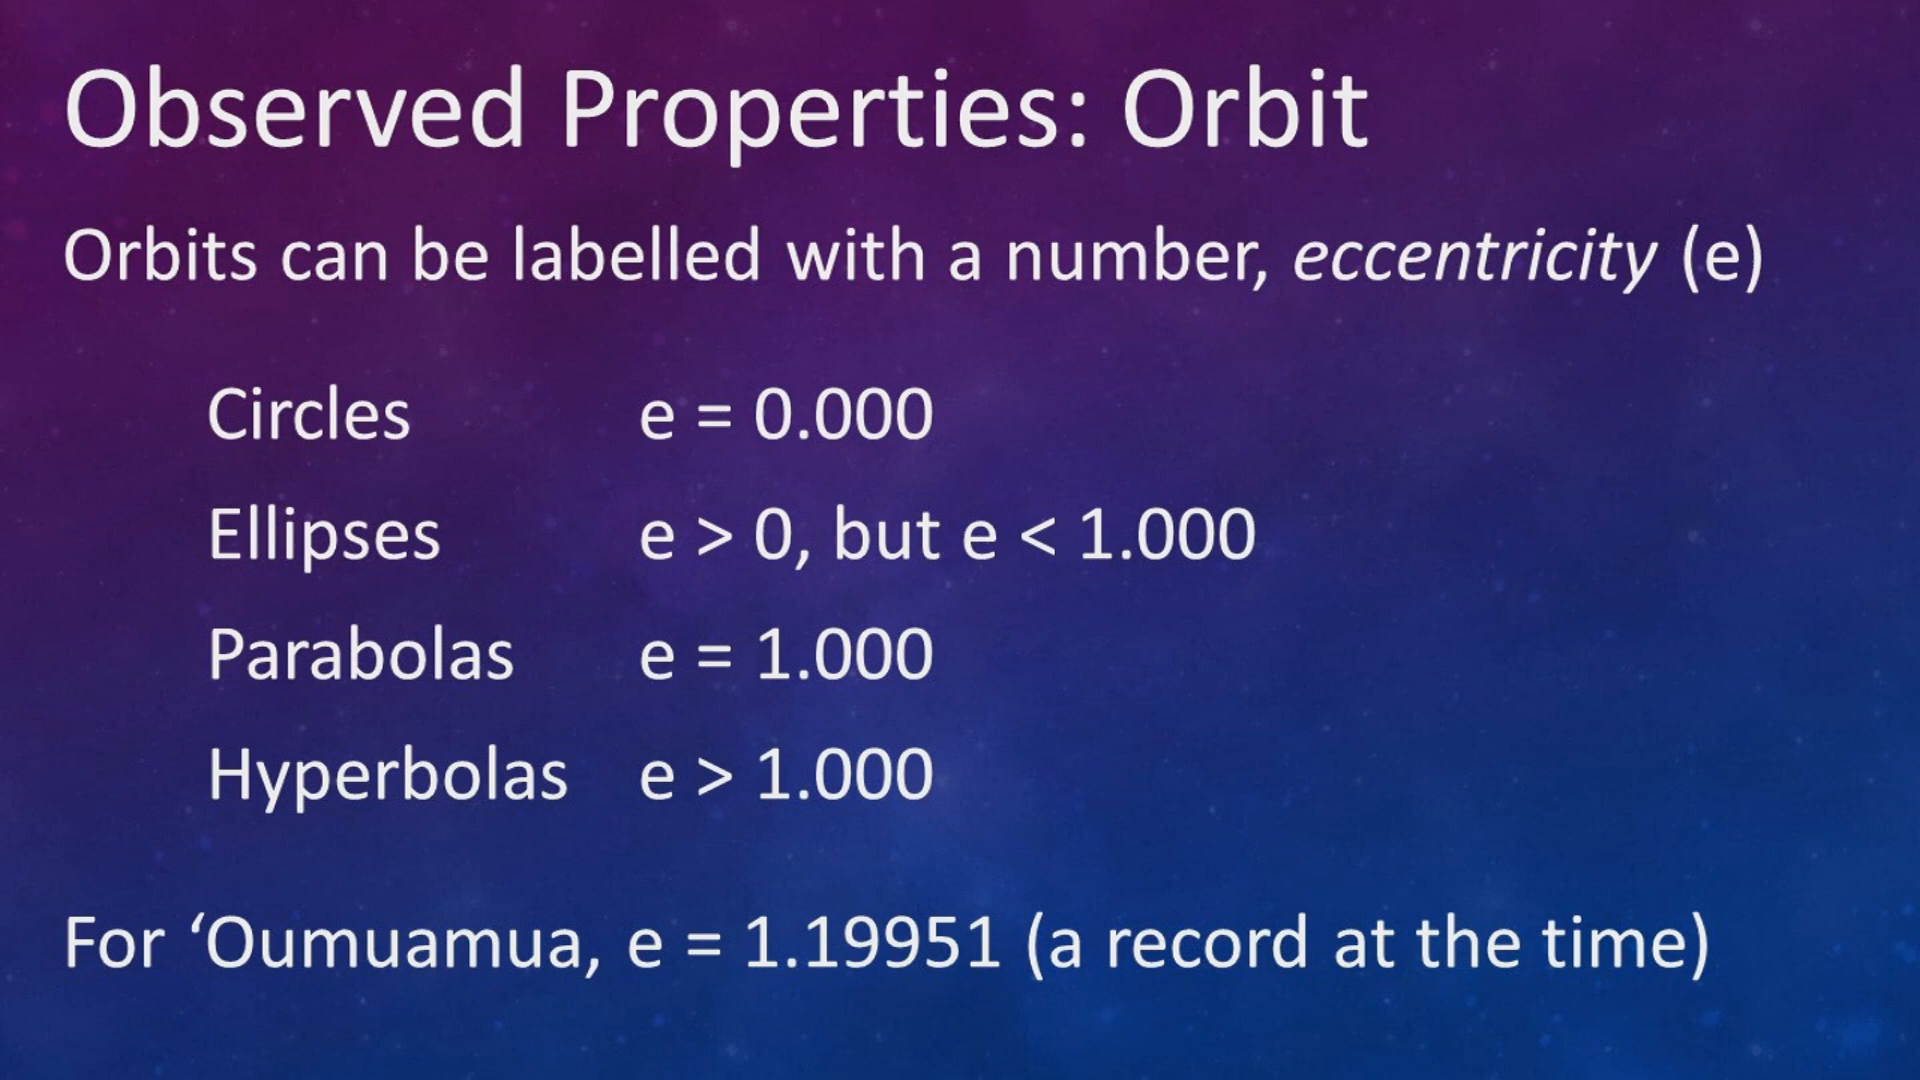 Observed Properties: Orbit
Orbits can be labelled with a number, eccentricity (e)
Circles e = 0.000
Ellipses e > 0, but e < 1.000
Parabolas e = 1.000
Hyperbolas e > 1.000
For ‘Oumuamua, e = 1.19951 (a record at the time)